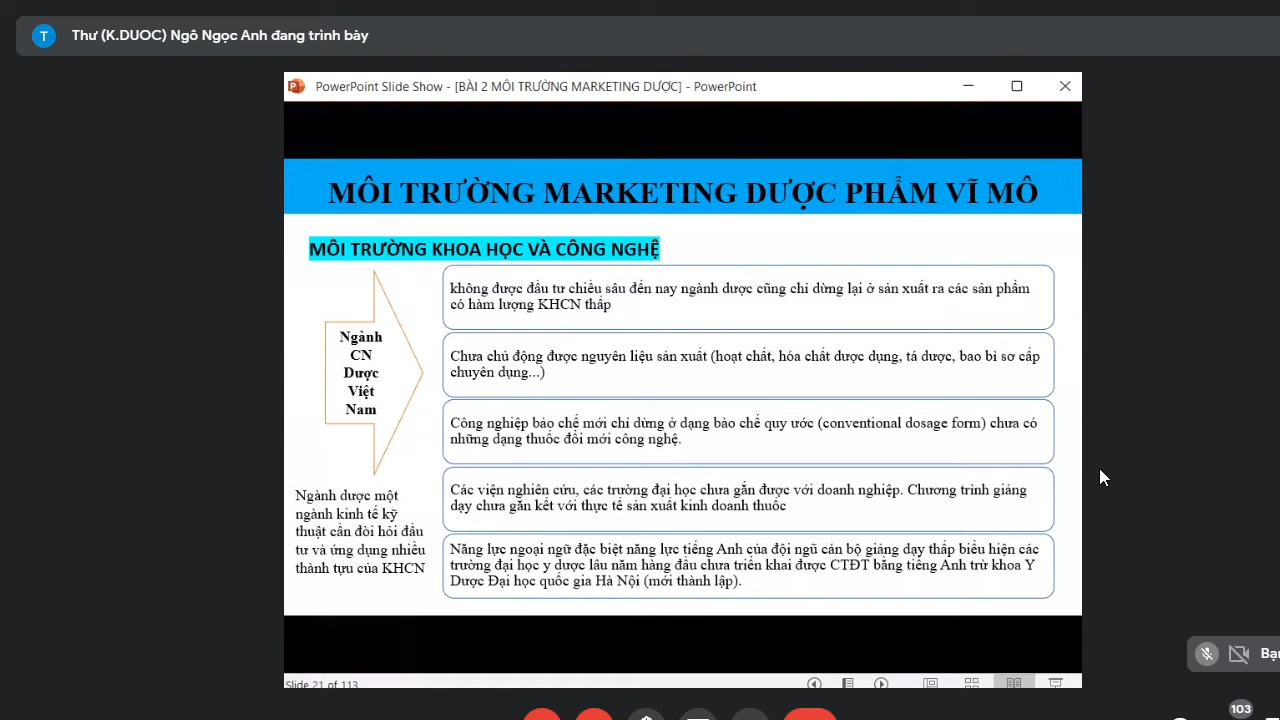 T
Thư (K.DUOC) Ngô Ngọc Anh đang trình bày
PowerPoint Slide Show - [BÀI 2 MÔI TRƯỜNG MARKETING DƯỢC] - PowerPoint
MÔI TRƯỜNG MARKETING DƯỢC PHẨM VĨ MÔ
MÔI TRƯỜNG KHOA HỌC VÀ CÔNG NGHỆ
Ngành
CN
Dược
Việt
Nam
Ngành dược một
ngành kinh tế kỹ
thuật cần đòi hỏi đầu
tư và ứng dụng nhiều
thành tựu của KHCN
không được đầu tư chiều sâu đến nay ngành dược cũng chỉ dừng lại ở sản xuất ra các sản phẩm
có hàm lượng KHCN thấp
Chưa chủ động được nguyên liệu sản xuất (hoạt chất, hóa chất dược dụng, tá dược, bao bì sơ cấp
chuyên dụng...)
Công nghiệp bảo chế mới chỉ dừng ở dạng bào chế quy ước (conventional dosage form) chưa có
những dạng thuốc đổi mới công nghệ.
Các viện nghiên cứu, các trường đại học chưa gắn được với doanh nghiệp. Chương trình giảng
dạy chưa gắn kết với thực tế sản xuất kinh doanh thuốc
Năng lực ngoại ngữ đặc biệt năng lực tiếng Anh của đội ngũ cán bộ giảng dạy thấp biểu hiện các
trường đại học y dược lâu năm hàng đầu chưa triển khai được CTĐT bằng tiếng Anh trừ khoa Y
Dược Đại học quốc gia Hà Nội (mới thành lập).
Slide 21 of 113
Bạn
103